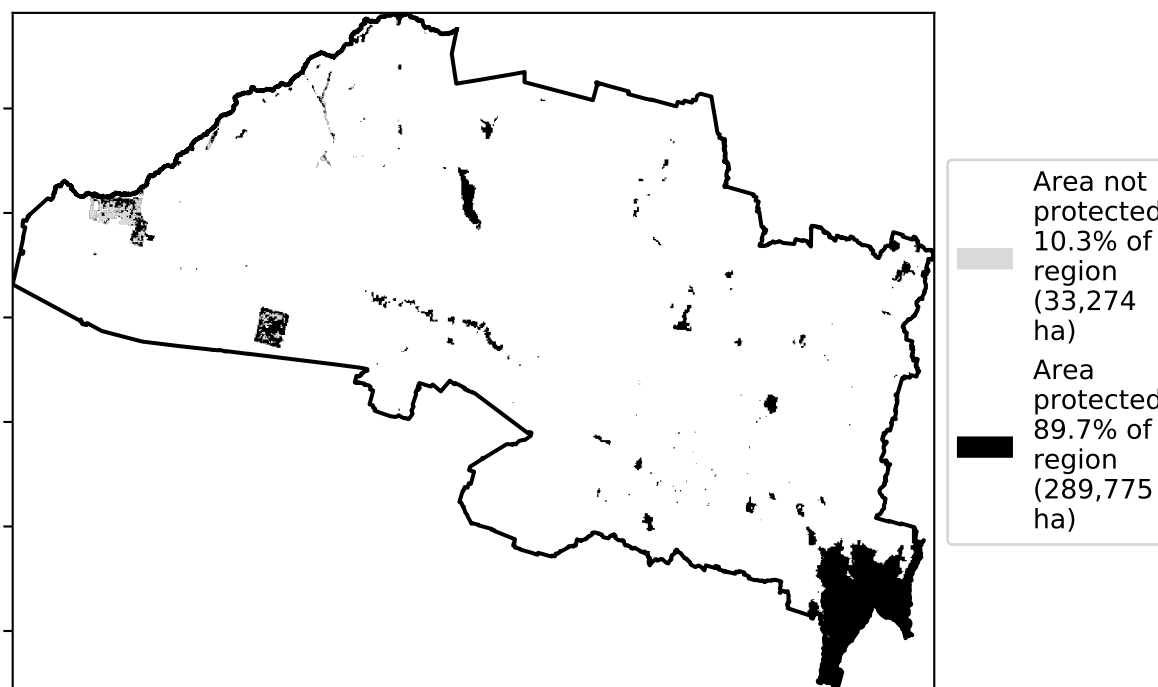 Area not
protected
10.3% of
region
(33,274
ha)
Area
protected
89.7% of
region
(289,775
ha)